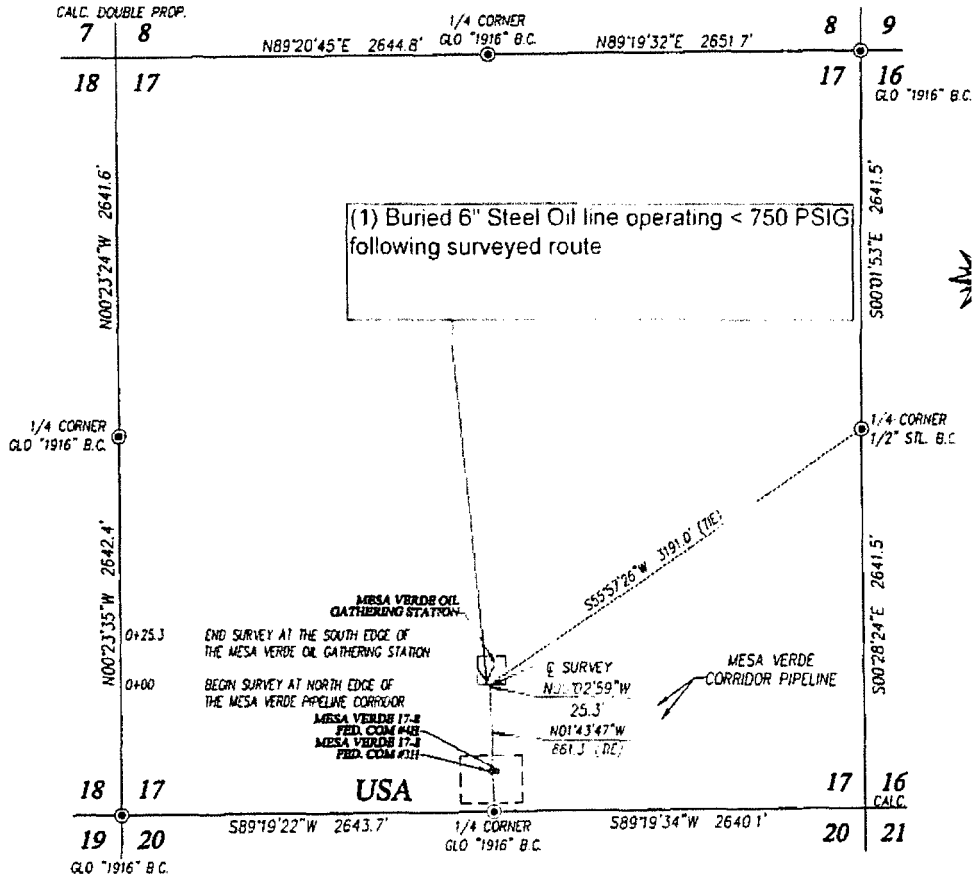 CALC. DOUBLE PROP.
7 8
18 17
N89°20'45"E 2644.8'
1/4 CORNER
GLO "1916" B.C.
N89°19'32"E 2651.7'
8 9
17 16
GLO "1916" B.C.
N00°23'24"W 2641.6'
S00°01'53"E 2641.5'
(1) Buried 6" Steel Oil line operating < 750 PSIG
following surveyed route
1/4 CORNER
GLO "1916" B.C.
1/4 CORNER
1/2" STL. B.C.
N00°23'35"W 2642.4'
S00°28'24"E 2641.5'
S55°57'26"W 3191.0' (TIE)
MESA VERDE OIL
GATHERING STATION
0+25.3 END SURVEY AT THE SOUTH EDGE OF
THE MESA VERDE OIL GATHERING STATION
0+00 BEGIN SURVEY AT NORTH EDGE OF
THE MESA VERDE PIPELINE CORRIDOR
℄ SURVEY
25.3'
N01°43'47"W
861.3' (TIE)
MESA VERDE
CORRIDOR PIPELINE
MESA VERDE 17-8
FED. COM #4H
MESA VERDE 17-8
FED. COM
USA
18 17
19 20
GLO "1916" B.C.
S89°19'22"W 2643.7'
1/4 CORNER
GLO "1916" B.C.
S89°19'34"W 2640.1'
17 16
CALC.
20 21